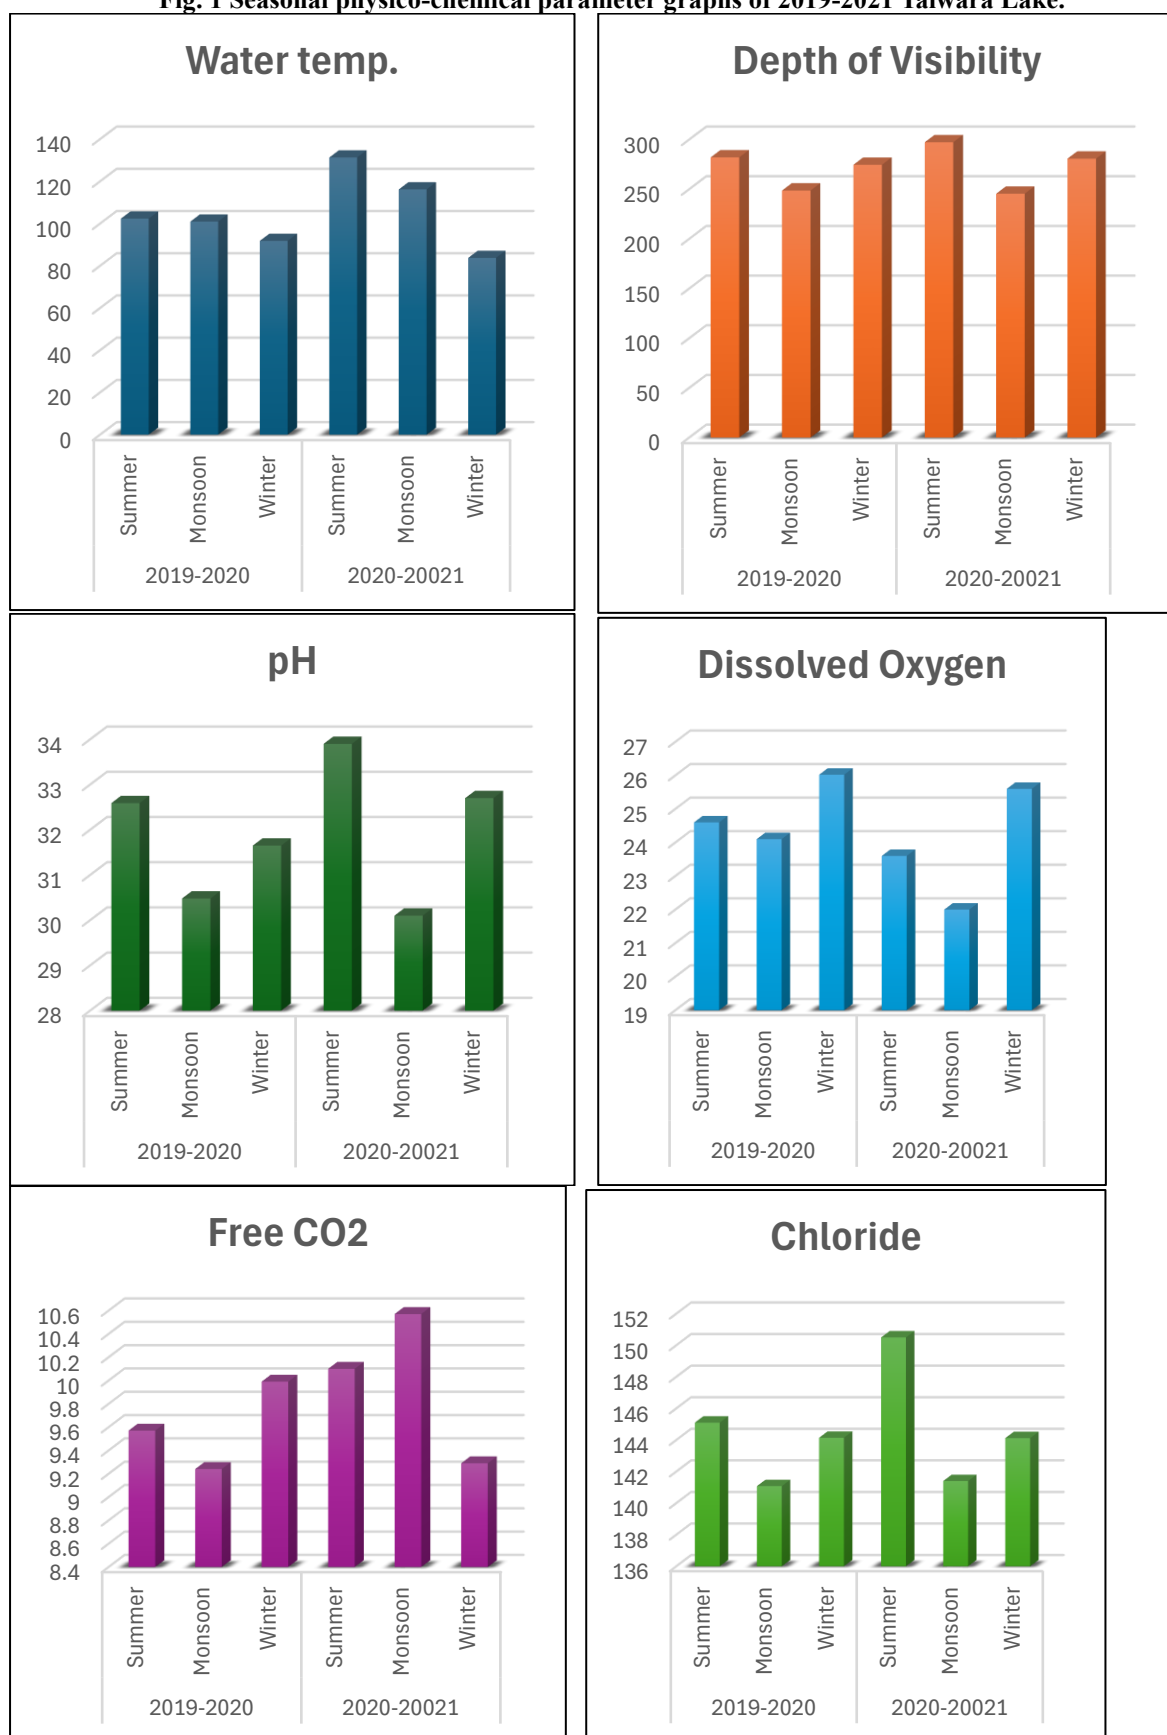 Fig. 1 Seasonal physico-chemical parameter graphs of 2019-2021 Talwara Lake.
Water temp.
140
120
100
80
60
40
20
0
Summer
Monsoon
Winter
Summer
Monsoon
Winter
2019-2020
2020-20021
Depth of Visibility
300
250
200
150
100
50
0
Summer
Monsoon
Winter
Summer
Monsoon
Winter
2019-2020
2020-20021
pH
34
33
32
31
30
29
28
Summer
Monsoon
Winter
Summer
Monsoon
Winter
2019-2020
2020-20021
Dissolved Oxygen
27
26
25
24
23
22
21
20
19
Summer
Monsoon
Winter
Summer
Monsoon
Winter
2019-2020
2020-20021
Free CO2
10.6
10.4
10.2
10
9.8
9.6
9.4
9.2
9
8.8
8.6
8.4
Summer
Monsoon
Winter
Summer
Monsoon
Winter
2019-2020
2020-20021
Chloride
152
150
148
146
144
142
140
138
136
Summer
Monsoon
Winter
Summer
Monsoon
Winter
2019-2020
2020-20021